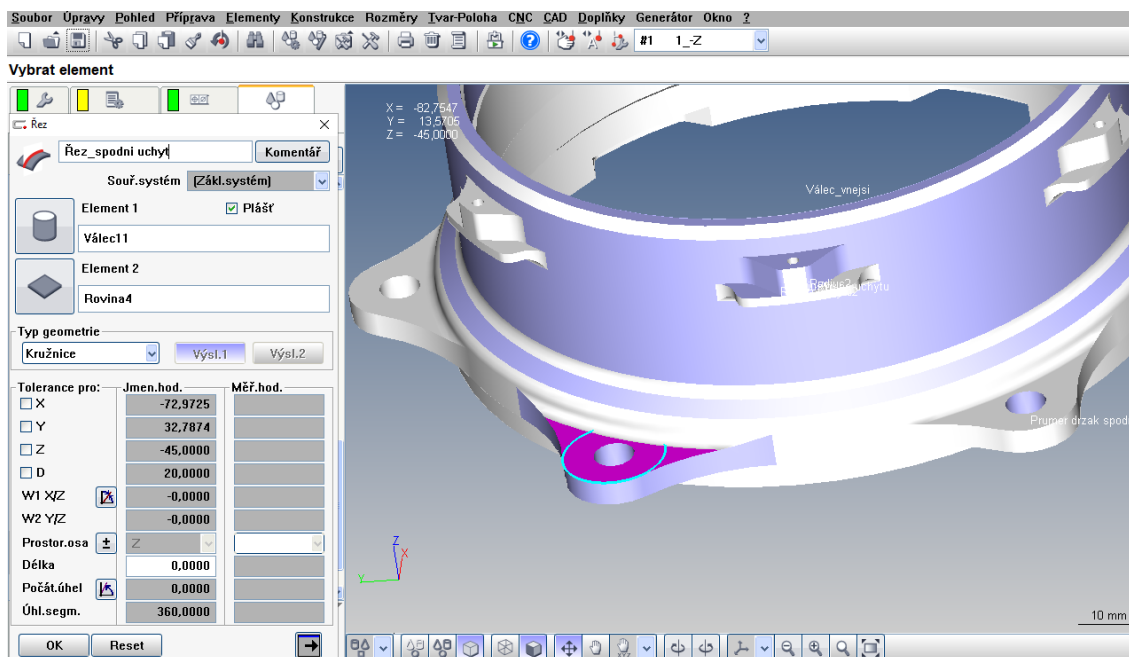 Soubor Úpravy Pohled Příprava Elementy Konstrukce Rozměry Tvar-Poloha CNC CAD Doplňky Generátor Okno ?
#1 1_-Z
Vybrat element
Řez
Řez_spodni uchyt Komentář
Souř.systém (Zákl.systém)
Element 1 Plášť
Válec11
Element 2
Rovina4
Typ geometrie
Kružnice Výsl.1 Výsl.2
Tolerance pro: Jmen.hod. Měř.hod.
X -72,9725
Y 32,7874
Z -45,0000
D 20,0000
W1 X/Z -0,0000
W2 Y/Z -0,0000
Prostor.osa ± Z
Délka 0,0000
Počát.úhel 0,0000
Úhl.segm. 360,0000
OK Reset
X = -82,7547
Y = 13,5705
Z = -45,0000
Válec_vnejsi
Radius2
uchytu
Prumer drzak spod
Z
X
Y
10 mm